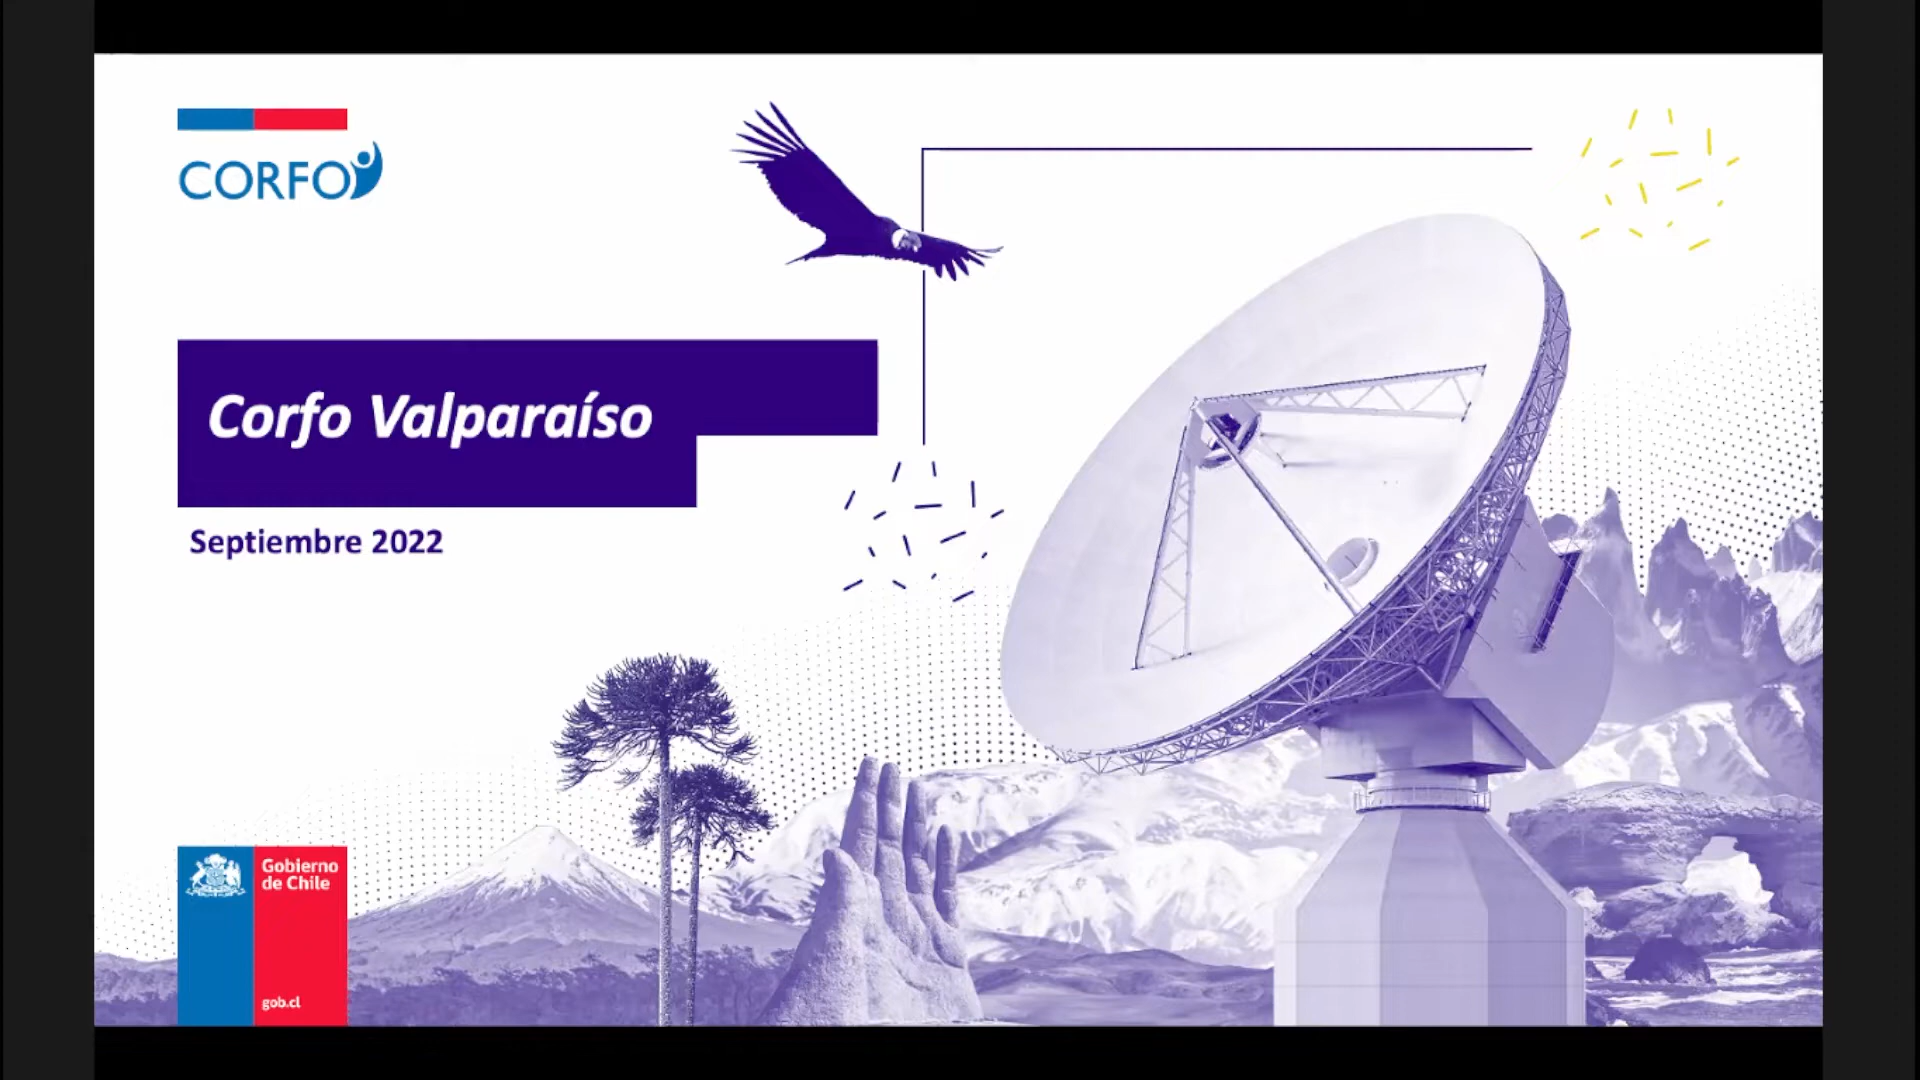 CORFO
Corfo Valparaíso
Septiembre 2022
Gobierno
de Chile
gob.cl